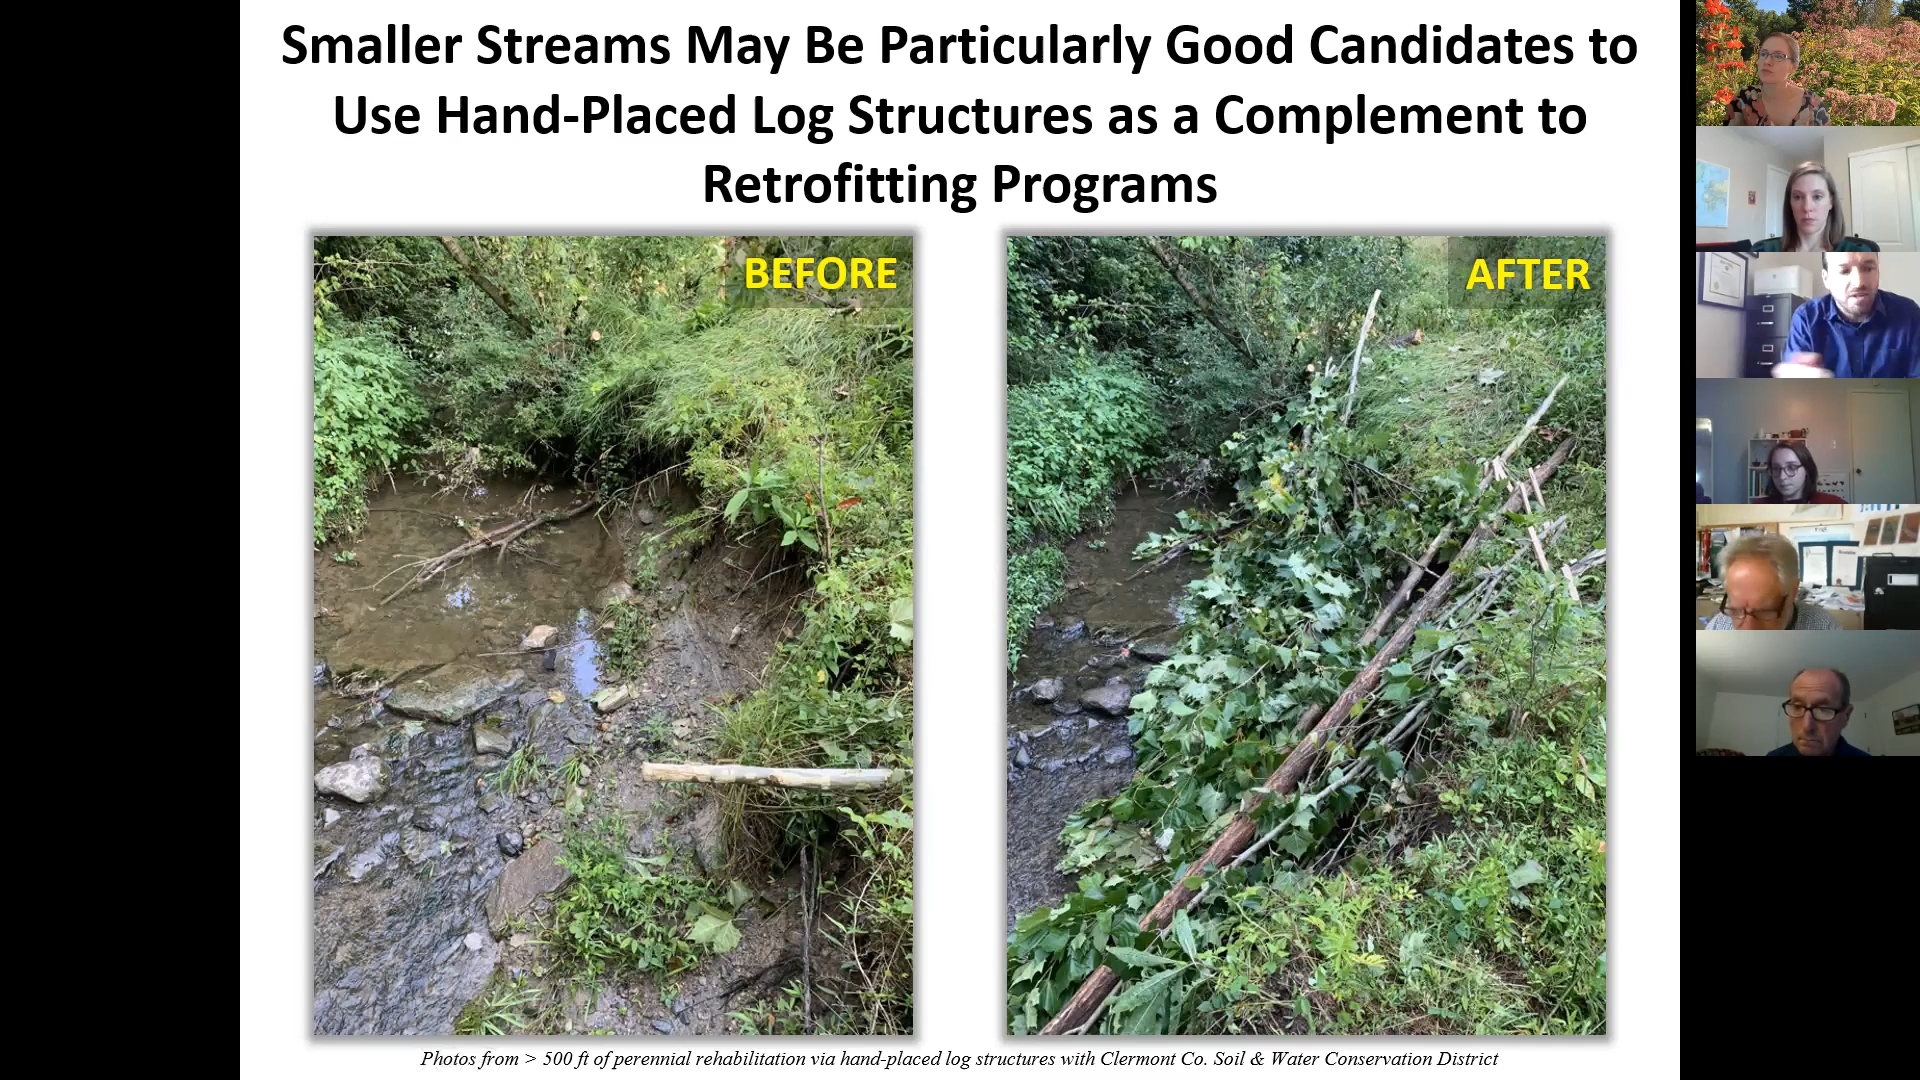 Smaller Streams May Be Particularly Good Candidates to
Use Hand-Placed Log Structures as a Complement to
Retrofitting Programs
BEFORE
AFTER
Photos from > 500 ft of perennial rehabilitation via hand-placed log structures with Clermont Co. Soil & Water Conservation District